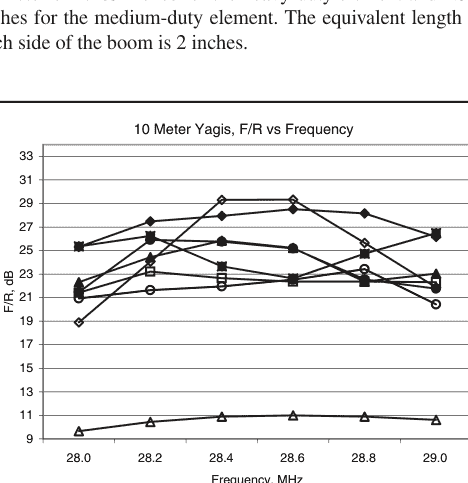 hes for the medium-duty element. The equivalent length
side of the boom is 2 inches.
10 Meter Yagis, F/R vs Frequency
33
31
29
27
25
23
21
19
17
15
13
11
9
F/R, dB
28.0 28.2 28.4 28.6 28.8 29.0
Frequency, MHz